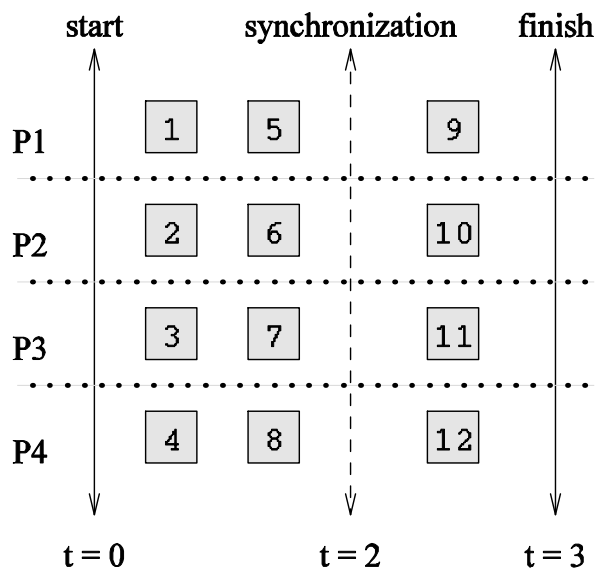 start synchronization finish
P1 1 5 9
P2 2 6 10
P3 3 7 11
P4 4 8 12
t = 0 t = 2 t = 3